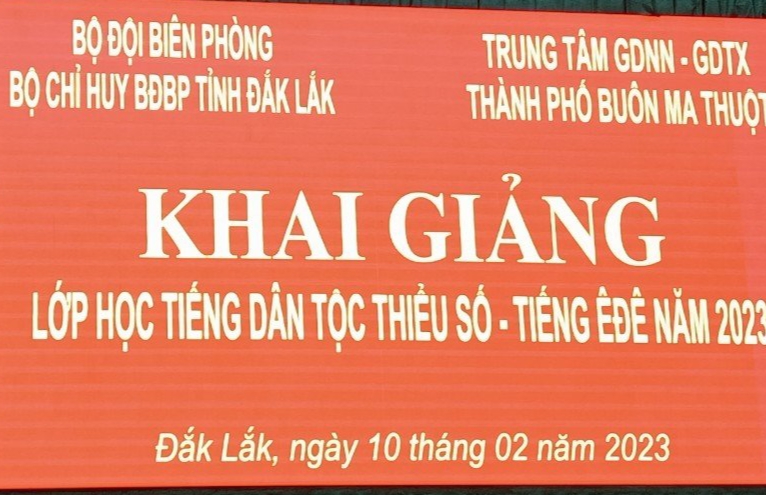 BỘ ĐỘI BIÊN PHÒNG
BỘ CHỈ HUY BĐBP TỈNH ĐẮK LẮK
TRUNG TÂM GDNN - GDTX
THÀNH PHỐ BUÔN MA THUỘT
KHAI GIẢNG
LỚP HỌC TIẾNG DÂN TỘC THIỂU SỐ - TIẾNG ÊĐÊ NĂM 2023
Đắk Lắk, ngày 10 tháng 02 năm 2023